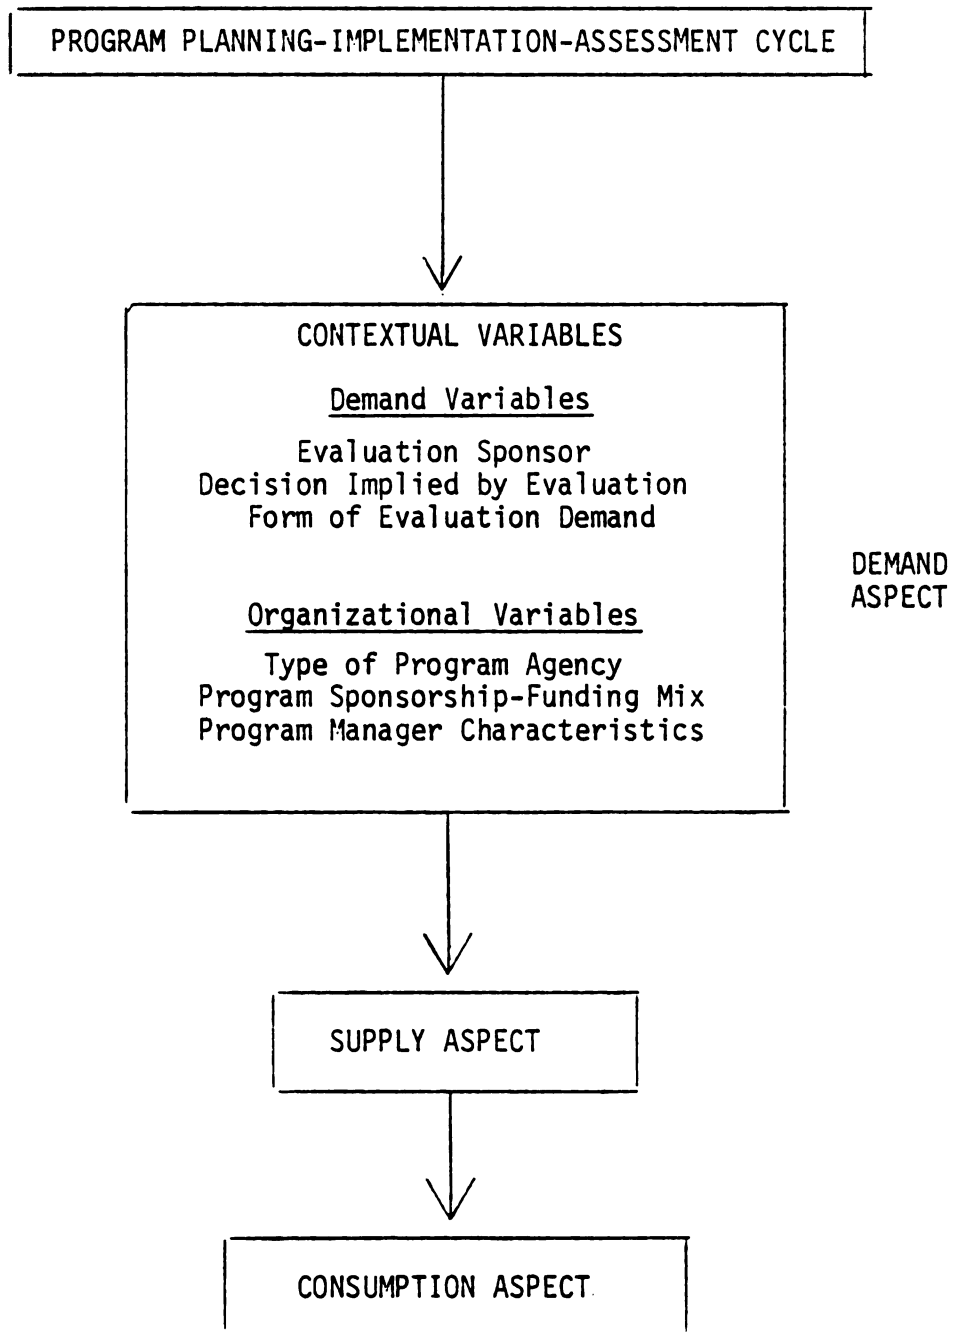 PROGRAM PLANNING-IMPLEMENTATION-ASSESSMENT CYCLE
CONTEXTUAL VARIABLES
Demand Variables
Evaluation Sponsor
Decision Implied by Evaluation
Form of Evaluation Demand
DEMAND
ASPECT
Organizational Variables
Type of Program Agency
Program Sponsorship-Funding Mix
Program Manager Characteristics
SUPPLY ASPECT
CONSUMPTION ASPECT